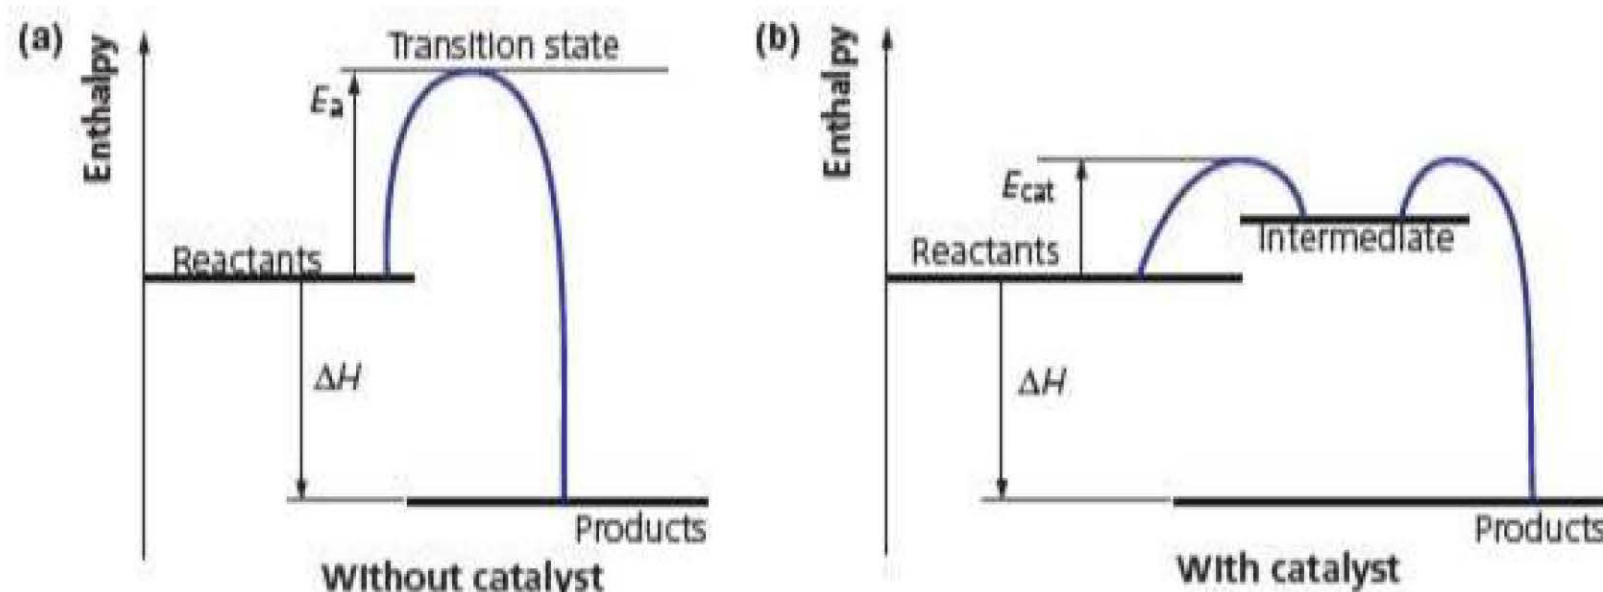 (a)
Enthalpy
Transition state
Ea
Reactants
ΔH
Products
Without catalyst
(b)
Enthalpy
Ecat
Reactants
Intermediate
ΔH
Products
With catalyst